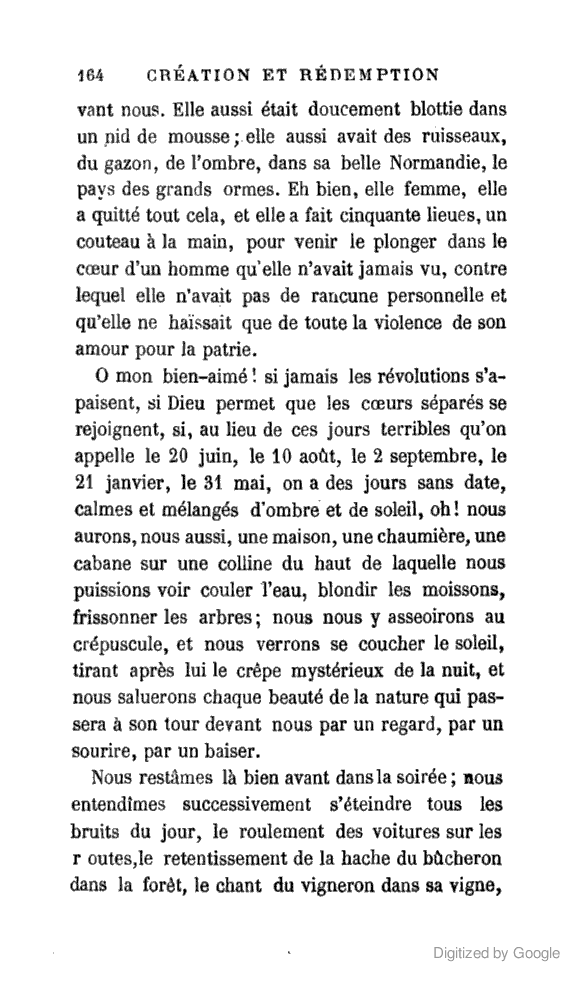 164 CRÉATION ET RÉDEMPTION
vant nous. Elle aussi était doucement blottie dans
un nid de mousse; elle aussi avait des ruisseaux,
du gazon, de l'ombre, dans sa belle Normandie, le
pays des grands ormes. Eh bien, elle femme, elle
a quitté tout cela, et elle a fait cinquante lieues, un
couteau à la main, pour venir le plonger dans le
cœur d'un homme qu'elle n'avait jamais vu, contre
lequel elle n'avait pas de rancune personnelle et
qu'elle ne haïssait que de toute la violence de son
amour pour la patrie.
O mon bien-aimé! si jamais les révolutions s'a-
paisent, si Dieu permet que les cœurs séparés se
rejoignent, si, au lieu de ces jours terribles qu'on
appelle le 20 juin, le 10 août, le 2 septembre, le
21 janvier, le 31 mai, on a des jours sans date,
calmes et mélangés d'ombre et de soleil, oh! nous
aurons, nous aussi, une maison, une chaumière, une
cabane sur une colline du haut de laquelle nous
puissions voir couler l'eau, blondir les moissons,
frissonner les arbres; nous nous y asseoirons au
crépuscule, et nous verrons se coucher le soleil,
tirant après lui le crêpe mystérieux de la nuit, et
nous saluerons chaque beauté de la nature qui pas-
sera à son tour devant nous par un regard, par un
sourire, par un baiser.
Nous restâmes là bien avant dans la soirée; nous
entendîmes successivement s'éteindre tous les
bruits du jour, le roulement des voitures sur les
r outes,le retentissement de la hache du bûcheron
dans la forêt, le chant du vigneron dans sa vigne,
Digitized by Google